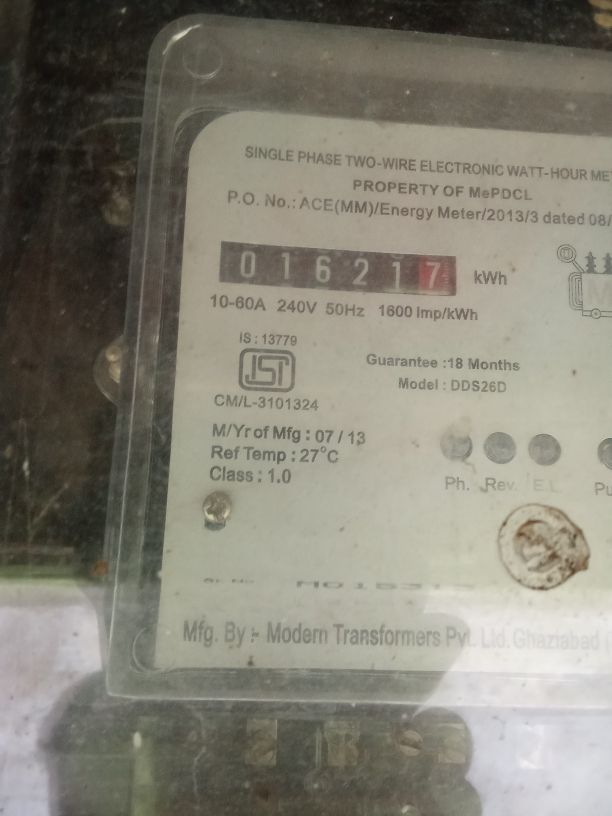 SINGLE PHASE TWO-WIRE ELECTRONIC WATT-HOUR
PROPERTY OF MePDCL
P.O. No.: ACE(MM)/Energy Meter/2013/3 dated 08/
016217 kWh
10-60A 240V 50Hz 1600 Imp/kWh
IS : 13779
ISI
CM/L-3101324
Guarantee :18 Months
Model : DDS26D
M/Yr of Mfg : 07 / 13
Ref Temp : 27°C
Class : 1.0
Ph. Rev. E.L.
Mfg. By :- Modern Transformers Pvt. Ltd. Ghaziabad